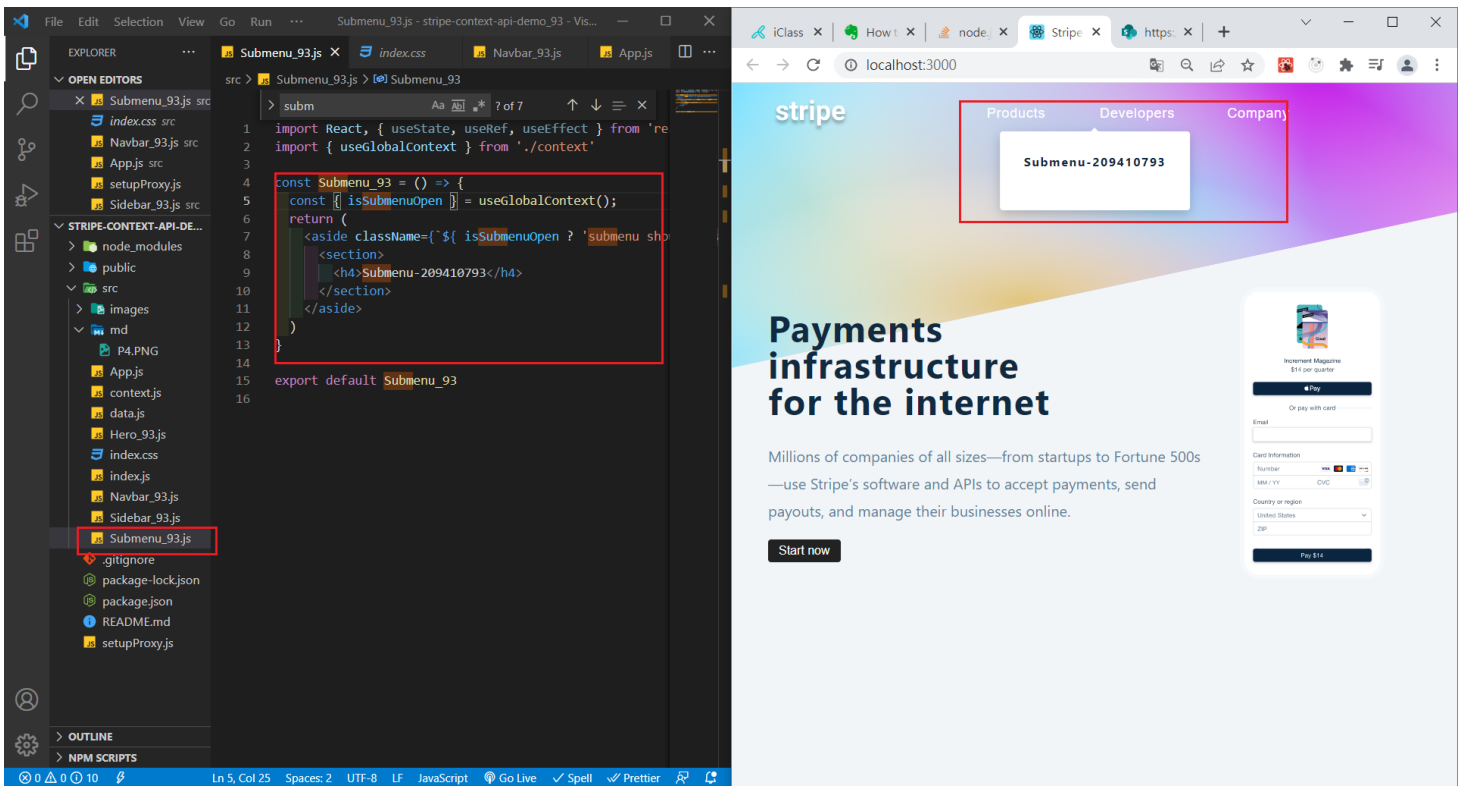 File Edit Selection View Go Run ··· Submenu_93.js - stripe-context-api-demo_93 - Vis...
EXPLORER ···
OPEN EDITORS
Submenu_93.js src
index.css src
Navbar_93.js src
App.js src
setupProxy.js
Sidebar_93.js src
STRIPE-CONTEXT-API-DE...
node_modules
public
src
images
md
P4.PNG
App.js
context.js
data.js
Hero_93.js
index.css
index.js
Navbar_93.js
Sidebar_93.js
Submenu_93.js
.gitignore
package-lock.json
package.json
README.md
setupProxy.js
OUTLINE
NPM SCRIPTS
Submenu_93.js index.css Navbar_93.js App.js ···
src > Submenu_93.js > Submenu_93
subm Aa Ab .* ? of 7
1 import React, { useState, useRef, useEffect } from 're
2 import { useGlobalContext } from './context'
3
4 const Submenu_93 = () => {
5 const { isSubmenuOpen } = useGlobalContext();
6 return (
7 <aside className={`${ isSubmenuOpen ? 'submenu sho
8 <section>
9 <h4>Submenu-209410793</h4>
10 </section>
11 </aside>
12 )
13 }
14
15 export default Submenu_93
16
0 0 10 Ln 5, Col 25 Spaces: 2 UTF-8 LF JavaScript Go Live Spell Prettier
iClass How t node.j Stripe https:
localhost:3000
stripe Products Developers Company
Submenu-209410793
Payments
infrastructure
for the internet
Millions of companies of all sizes—from startups to Fortune 500s
—use Stripe's software and APIs to accept payments, send
payouts, and manage their businesses online.
Start now
Increment Magazine
$14 per quarter
Pay
Or pay with card
Email
Card Information
Number VISA
MM / YY CVC
Country or region
United States
ZIP
Pay $14